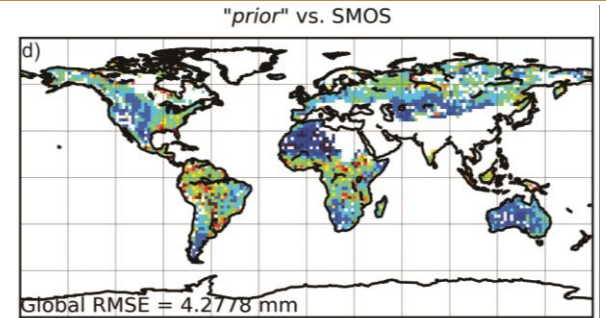 "prior" vs. SMOS
d)
Global RMSE = 4.2778 mm